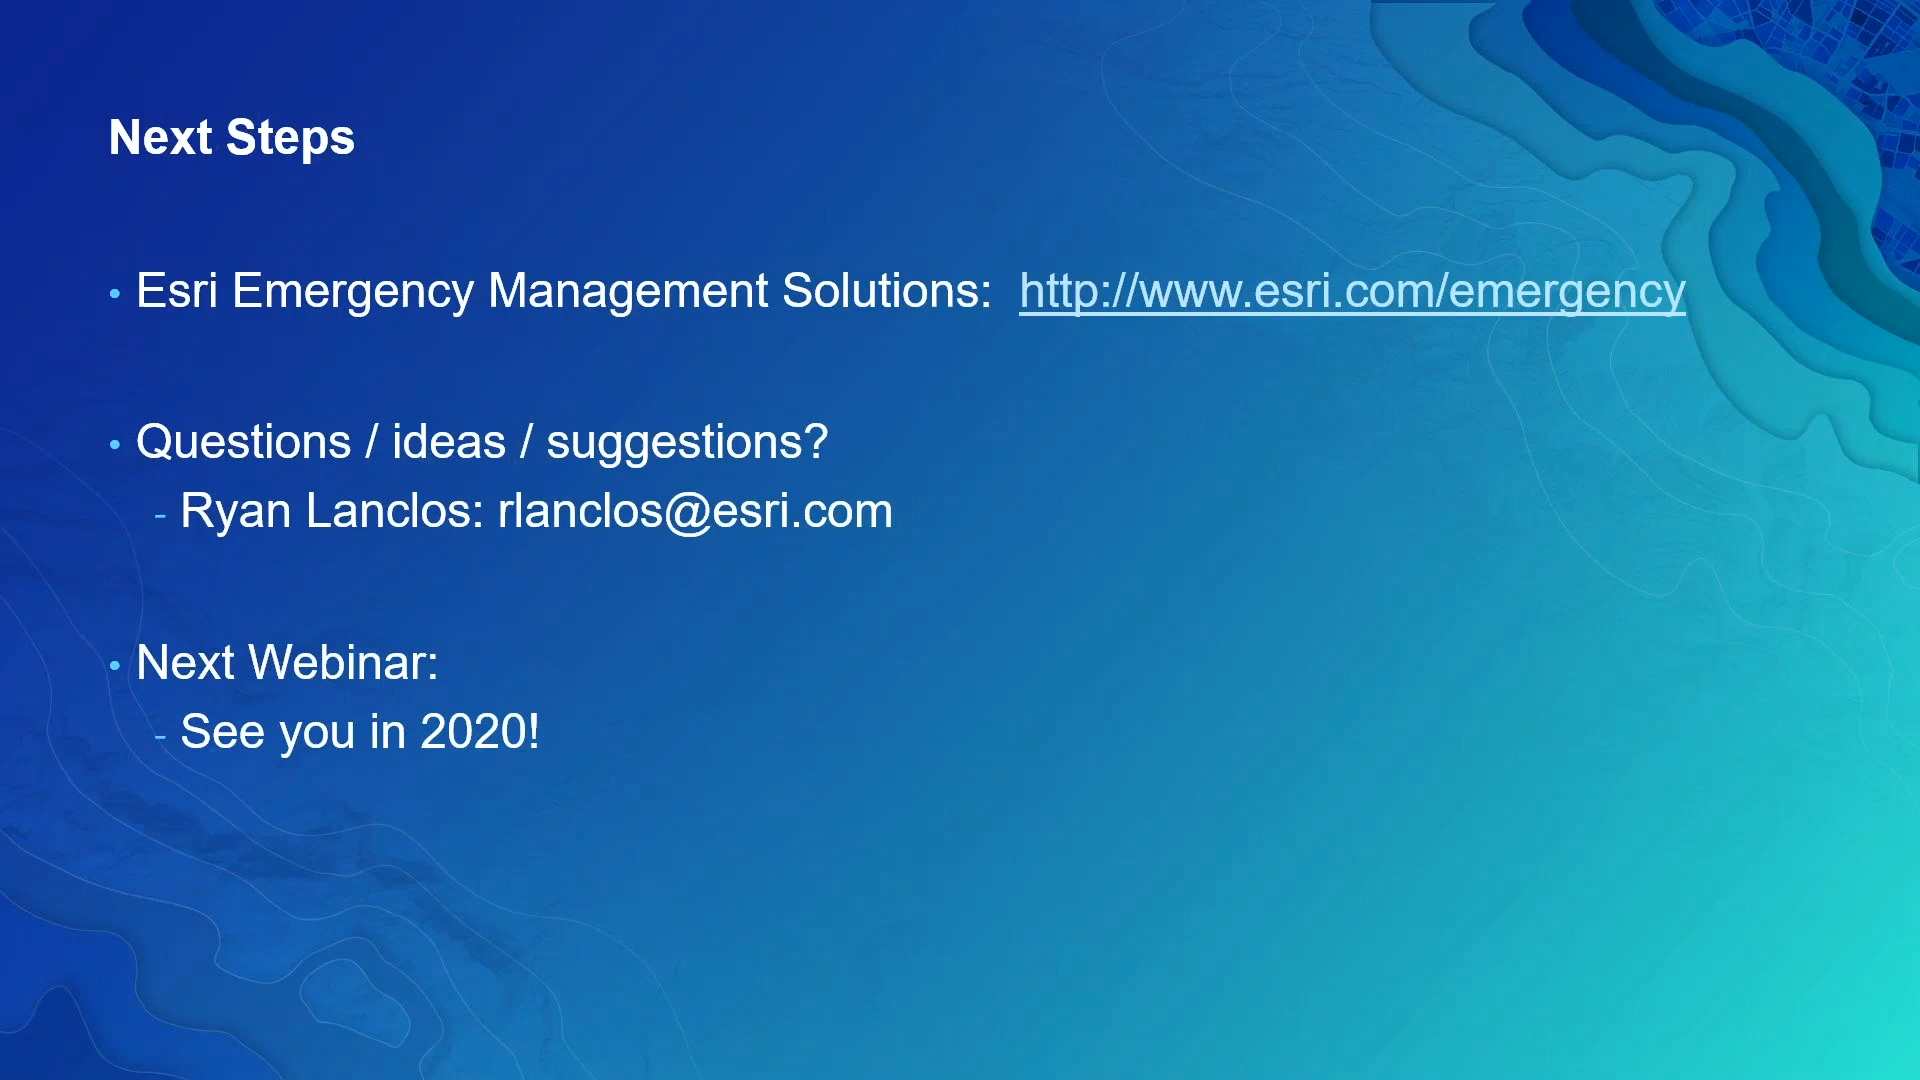 Next Steps
• Esri Emergency Management Solutions: http://www.esri.com/emergency
• Questions / ideas / suggestions?
- Ryan Lanclos: rlanclos@esri.com
• Next Webinar:
- See you in 2020!